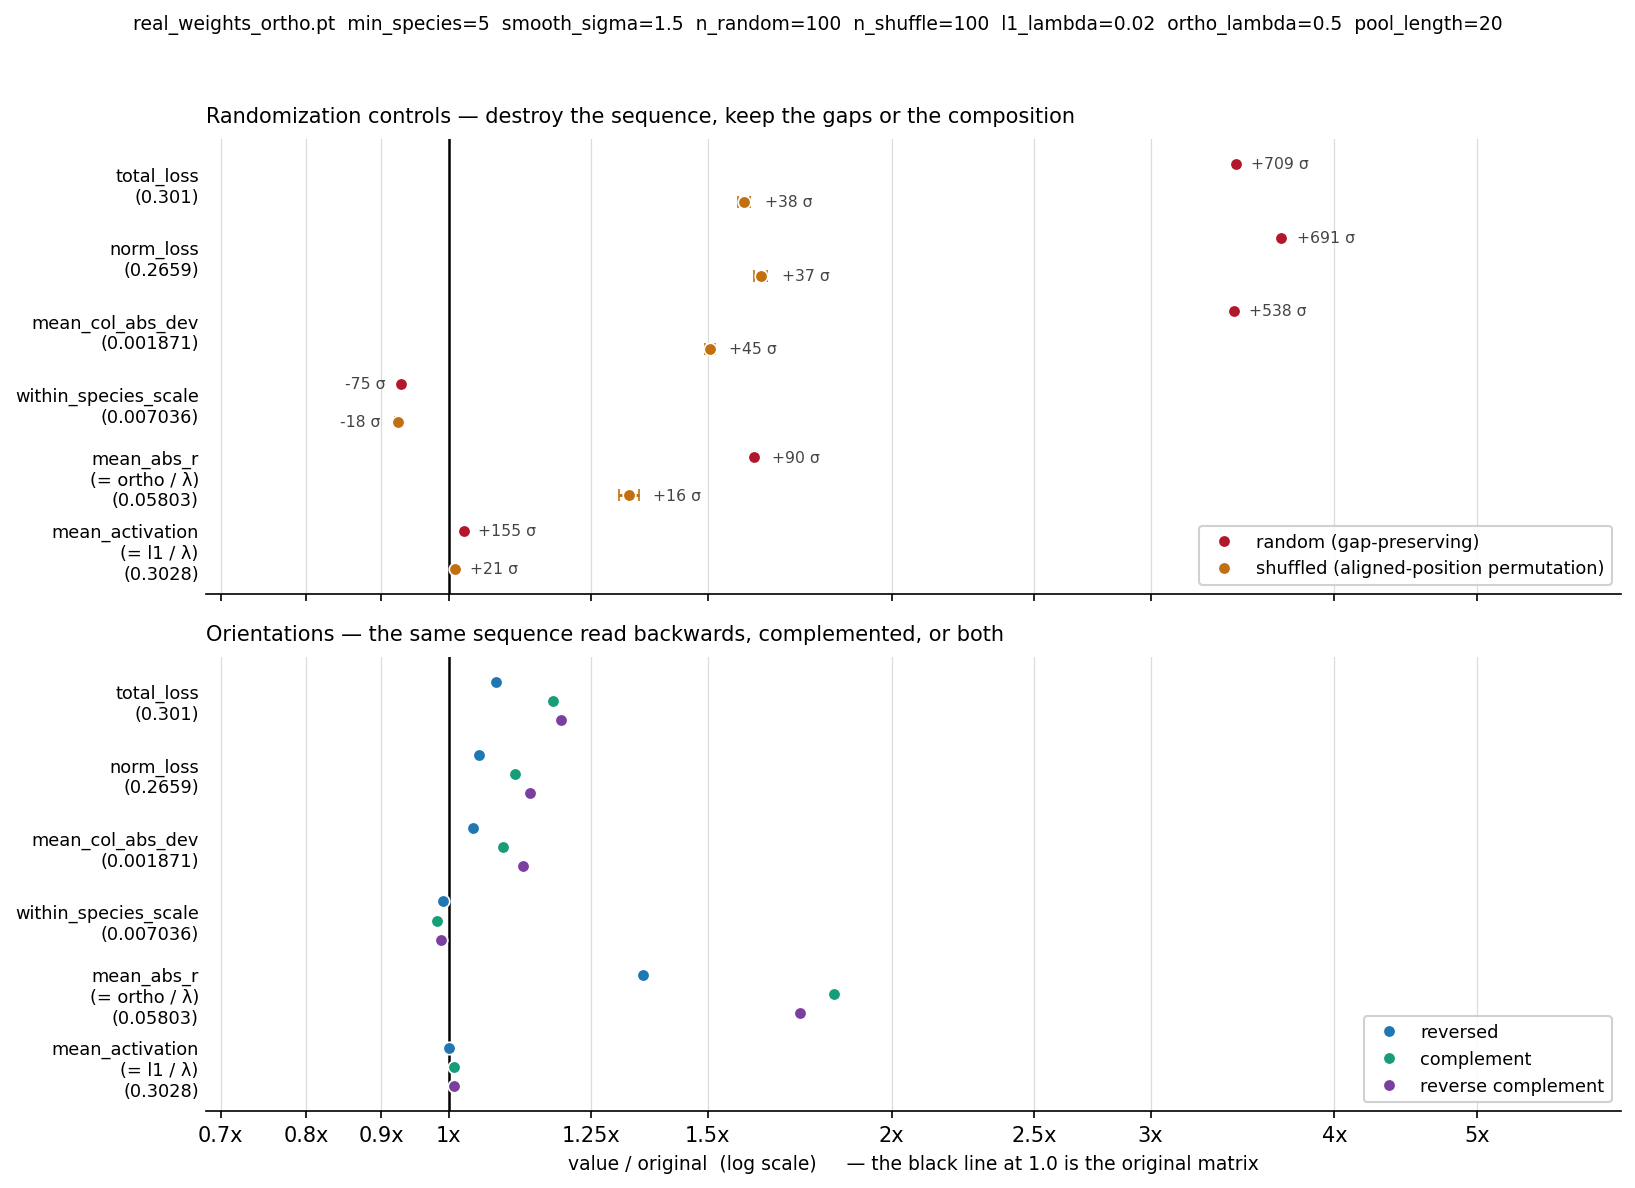 real_weights_ortho.pt  min_species=5  smooth_sigma=1.5  n_random=100  n_shuffle=100  l1_lambda=0.02  ortho_lambda=0.5  pool_length=20
Randomization controls — destroy the sequence, keep the gaps or the composition
total_loss
(0.301)
+709 σ
+38 σ
norm_loss
(0.2659)
+691 σ
+37 σ
mean_col_abs_dev
(0.001871)
+538 σ
+45 σ
within_species_scale
(0.007036)
-75 σ
-18 σ
mean_abs_r
(= ortho / λ)
(0.05803)
+90 σ
+16 σ
mean_activation
(= l1 / λ)
(0.3028)
+155 σ
+21 σ
random (gap-preserving)
shuffled (aligned-position permutation)
Orientations — the same sequence read backwards, complemented, or both
total_loss
(0.301)
norm_loss
(0.2659)
mean_col_abs_dev
(0.001871)
within_species_scale
(0.007036)
mean_abs_r
(= ortho / λ)
(0.05803)
mean_activation
(= l1 / λ)
(0.3028)
reversed
complement
reverse complement
0.7x 0.8x 0.9x 1x 1.25x 1.5x 2x 2.5x 3x 4x 5x
value / original  (log scale)     — the black line at 1.0 is the original matrix